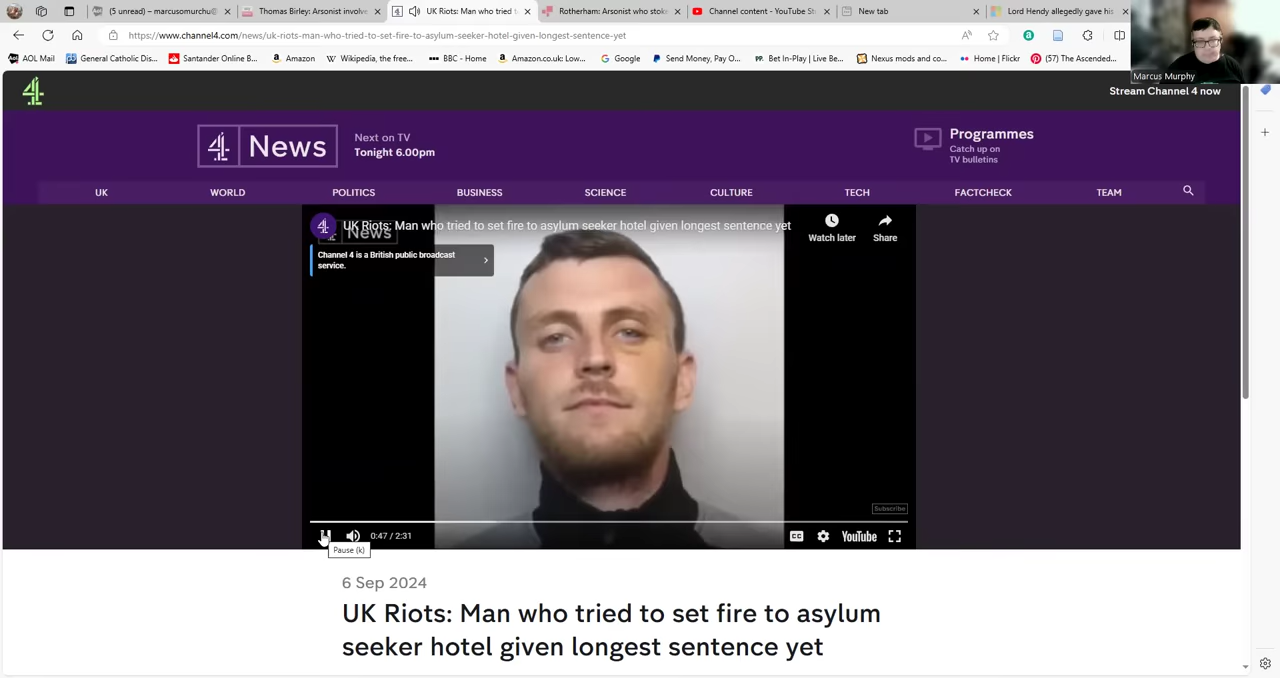 (5 unread) – marcusomurchu@
Thomas Birley: Arsonist involve
UK Riots: Man who tried t
Rotherham: Arsonist who stok
Channel content - YouTube St
New tab
Lord Hendy allegedly gave his
https://www.channel4.com/news/uk-riots-man-who-tried-to-set-fire-to-asylum-seeker-hotel-given-longest-sentence-yet
AOL Mail
General Catholic Dis...
Santander Online B...
Amazon
Wikipedia, the free...
BBC - Home
Amazon.co.uk: Low...
Google
Send Money, Pay O...
Bet In-Play | Live Be...
Nexus mods and co...
Home | Flickr
(57) The Ascended...
Marcus Murphy
4
Stream Channel 4 now
4 News
Next on TV
Tonight 6.00pm
Programmes
Catch up on
TV bulletins
UK WORLD POLITICS BUSINESS SCIENCE CULTURE TECH FACTCHECK TEAM
UK Riots: Man who tried to set fire to asylum seeker hotel given longest sentence yet
News
Watch later
Share
Channel 4 is a British public broadcast
service.
Subscribe
0:47 / 2:31
CC
YouTube
Pause (k)
6 Sep 2024
UK Riots: Man who tried to set fire to asylum
seeker hotel given longest sentence yet